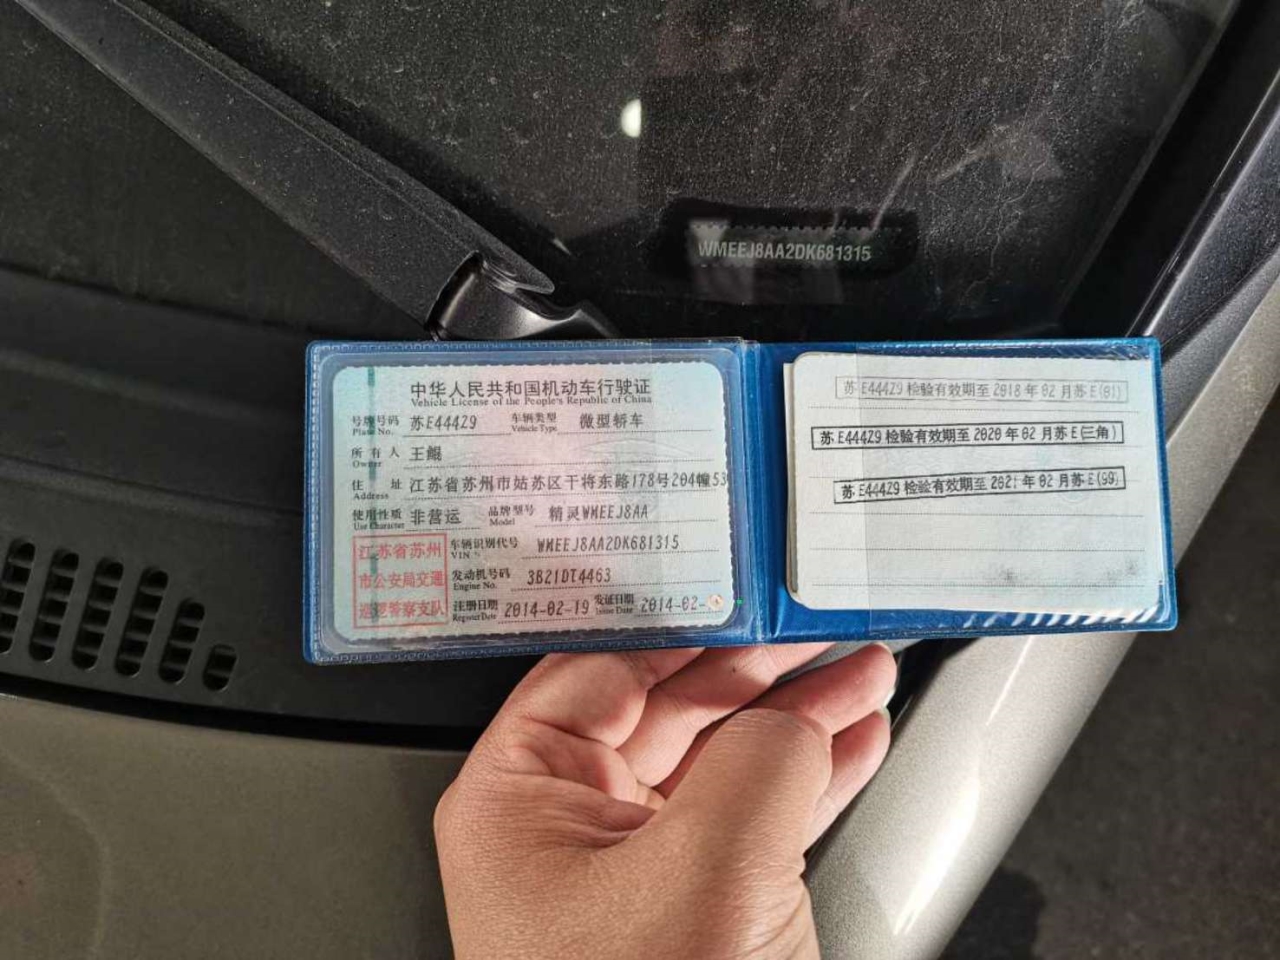 WMEEJ8AA2DK681315
中华人民共和国机动车行驶证
Vehicle License of the People's Republic of China
号牌号码 苏E444Z9 车辆类型 微型轿车
Plate No. Vehicle Type
所有人 王鲲
Owner
住址 江苏省苏州市姑苏区干将东路178号204幢53
Address
使用性质 非营运 品牌型号 精灵WMEEJ8AA
Use Character Model
江苏省苏州
市公安局交通
巡逻警察支队
车辆识别代号 WMEEJ8AA2DK681315
VIN
发动机号码 3B21DT4463
Engine No.
注册日期 2014-02-19 发证日期 2014-02-
Register Date Issue Date
苏E444Z9检验有效期至2018年02月苏E(01)
苏E444Z9检验有效期至2020年02月苏E(三角)
苏E444Z9检验有效期至2021年02月苏E(99)